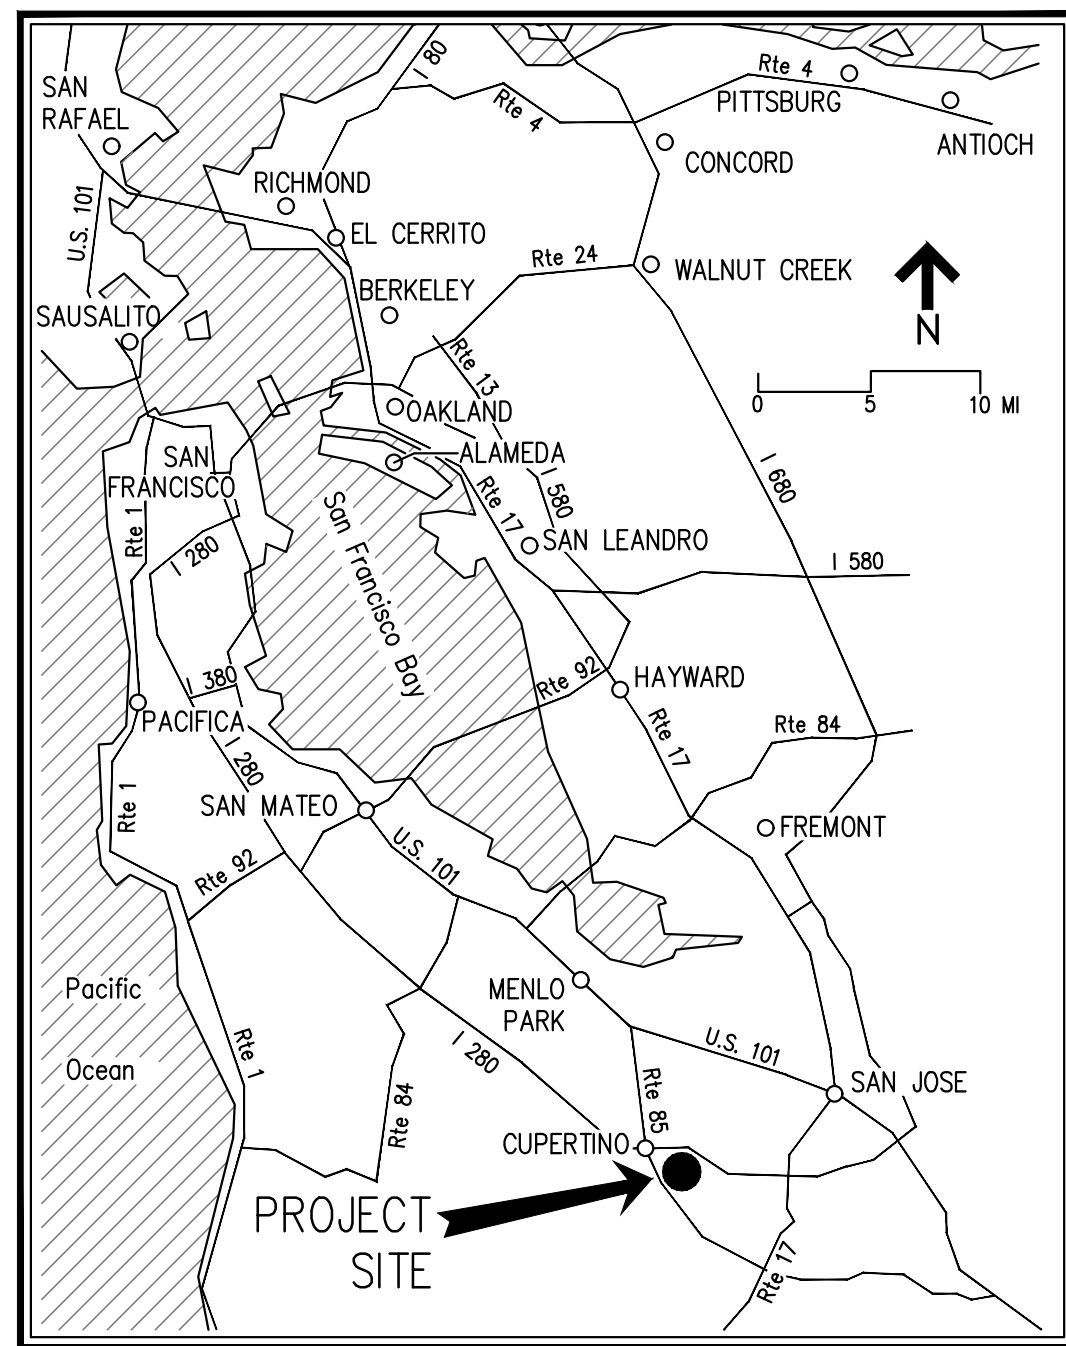 I 80
Rte 4
PITTSBURG
SAN
RAFAEL
Rte 4
ANTIOCH
CONCORD
RICHMOND
U.S. 101
EL CERRITO
Rte 24
WALNUT CREEK
BERKELEY
SAUSALITO
N
Rte 13
0 5 10 MI
OAKLAND
ALAMEDA
SAN
FRANCISCO
I 680
I 580
Rte 17
San Francisco Bay
Rte 1
I 280
SAN LEANDRO
I 580
I 380
Rte 92
HAYWARD
PACIFICA
Rte 17
Rte 84
I 280
Rte 1
SAN MATEO
FREMONT
U.S. 101
Rte 92
Pacific
Ocean
MENLO
PARK
Rte 1
I 280
U.S. 101
SAN JOSE
Rte 84
Rte 85
CUPERTINO
PROJECT
SITE
Rte 17